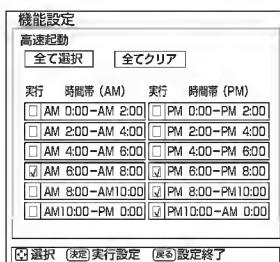 機能設定
高速起動
全て選択 全てクリア
実行 時間帯 (AM) 実行 時間帯 (PM)
AM 0:00-AM 2:00 PM 0:00-PM 2:00
AM 2:00-AM 4:00 PM 2:00-PM 4:00
AM 4:00-AM 6:00 PM 4:00-PM 6:00
AM 6:00-AM 8:00 PM 6:00-PM 8:00
AM 8:00-AM10:00 PM 8:00-PM10:00
AM10:00-PM 0:00 PM10:00-AM 0:00
選択 決定 実行設定 戻る 設定終了